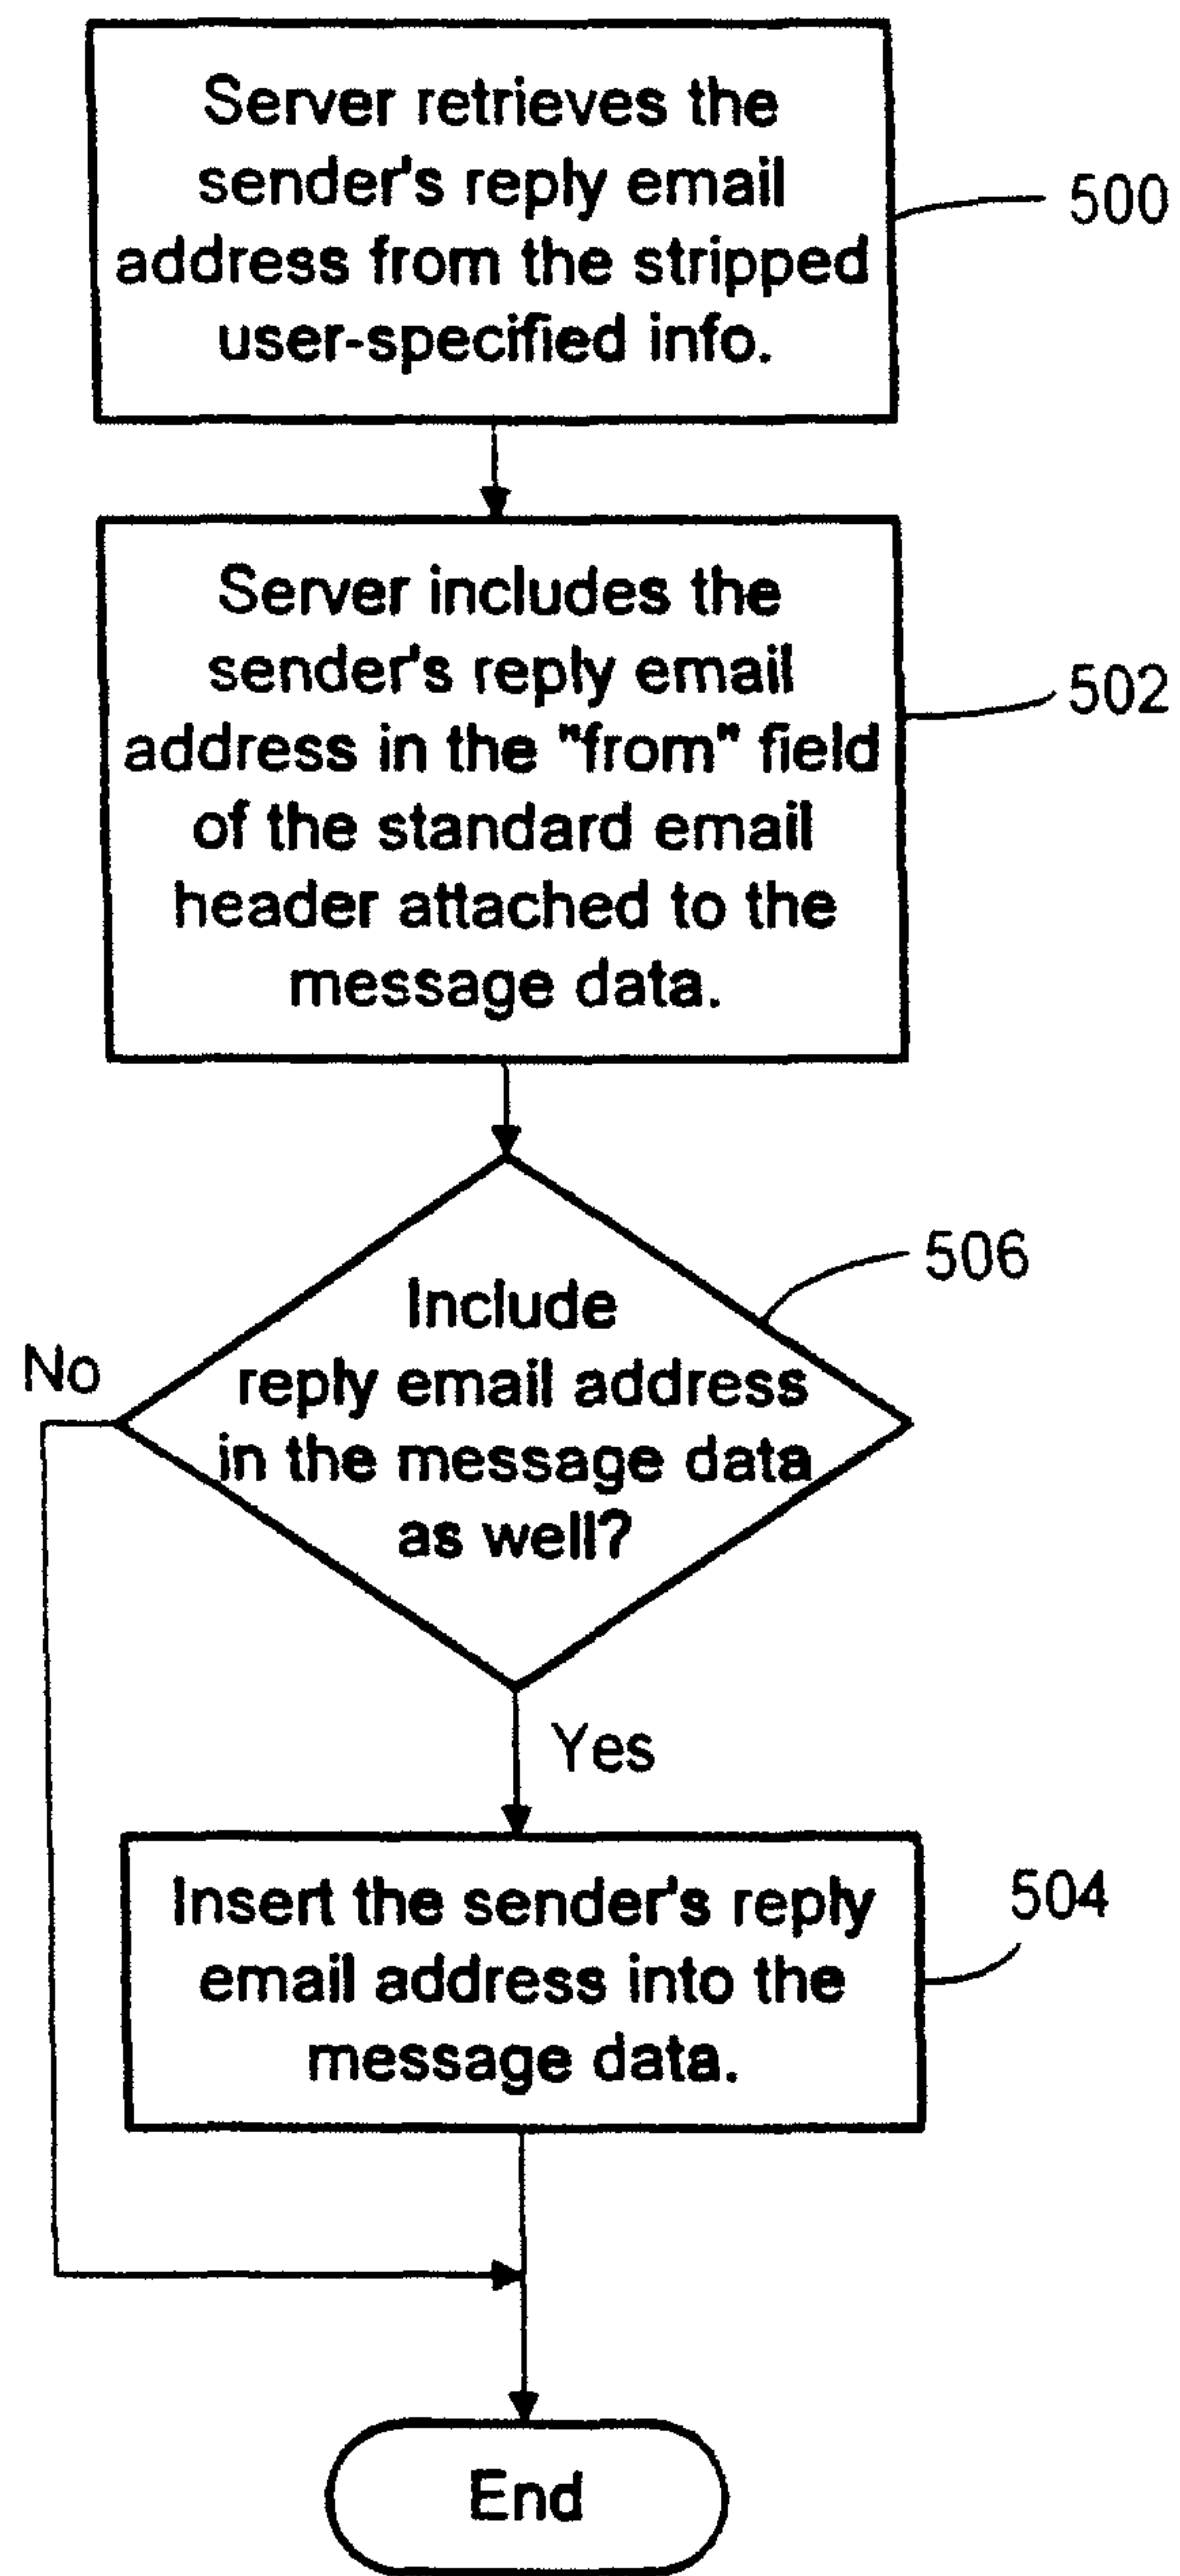 Server retrieves the
sender's reply email
address from the stripped
user-specified info.
500
Server includes the
sender's reply email
address in the "from" field
of the standard email
header attached to the
message data.
502
Include
reply email address
in the message data
as well?
506
No
Yes
Insert the sender's reply
email address into the
message data.
504
End